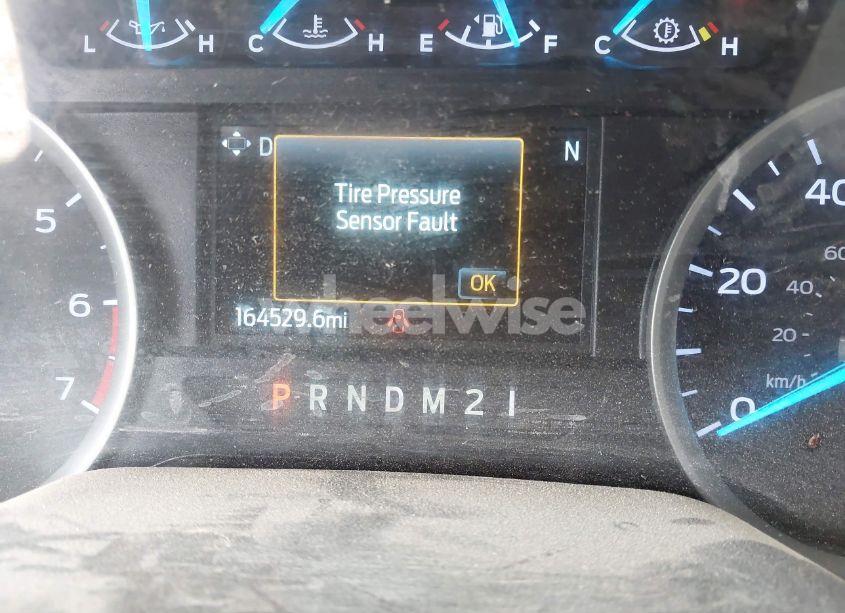 L H C H E F C H
D N
Tire Pressure
Sensor Fault
OK
164529.6mi
wheelwise
P R N D M 2 1
5
6
7
40
20
0
60
40
20
km/h